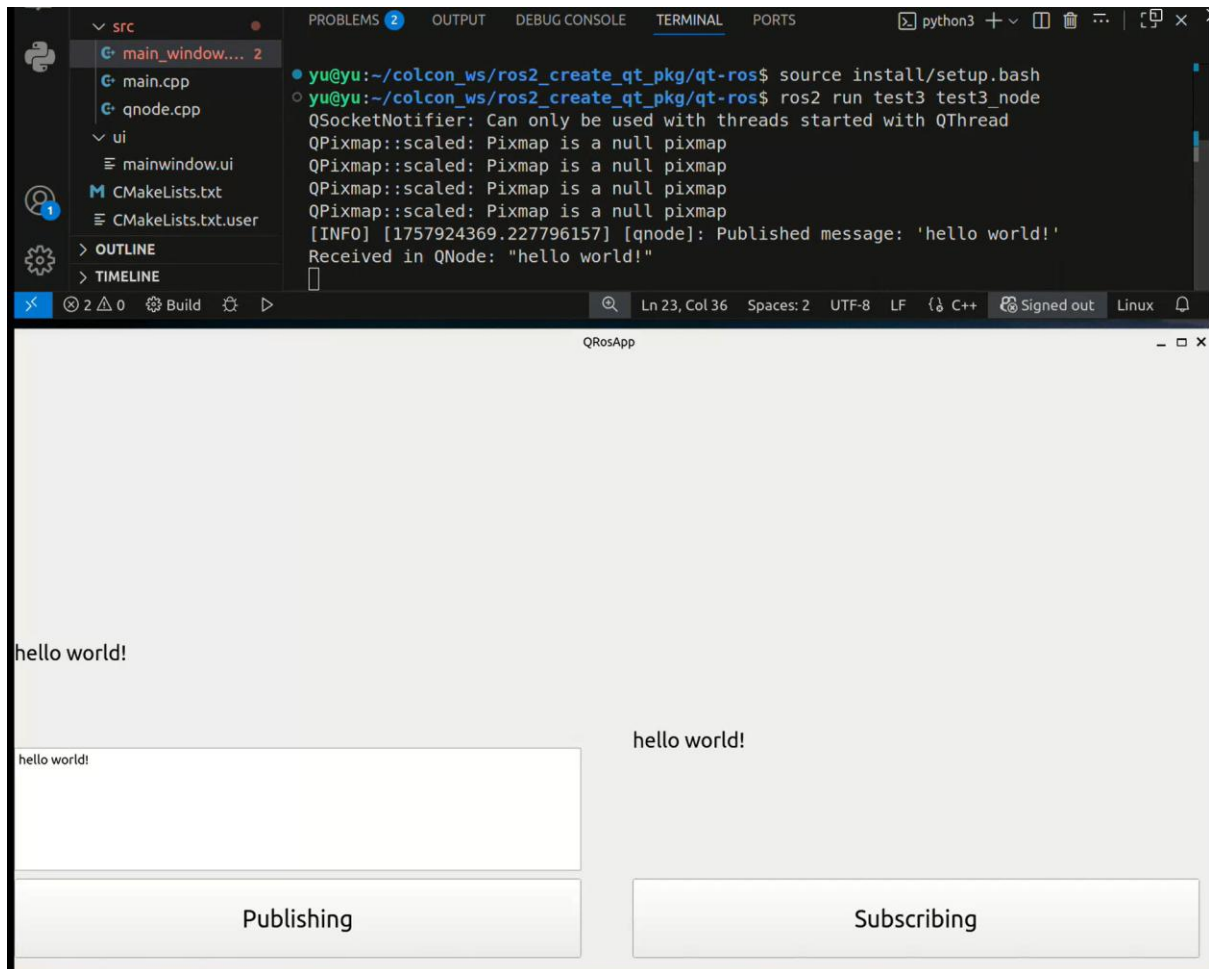 src
main_window.... 2
main.cpp
qnode.cpp
ui
mainwindow.ui
CMakeLists.txt
CMakeLists.txt.user
OUTLINE
TIMELINE
1
PROBLEMS 2 OUTPUT DEBUG CONSOLE TERMINAL PORTS python3
yu@yu:~/colcon_ws/ros2_create_qt_pkg/qt-ros$ source install/setup.bash
yu@yu:~/colcon_ws/ros2_create_qt_pkg/qt-ros$ ros2 run test3 test3_node
QSocketNotifier: Can only be used with threads started with QThread
QPixmap::scaled: Pixmap is a null pixmap
QPixmap::scaled: Pixmap is a null pixmap
QPixmap::scaled: Pixmap is a null pixmap
QPixmap::scaled: Pixmap is a null pixmap
[INFO] [1757924369.227796157] [qnode]: Published message: 'hello world!'
Received in QNode: "hello world!"
2 0 Build Ln 23, Col 36 Spaces: 2 UTF-8 LF C++ Signed out Linux
QRosApp
hello world!
hello world!
hello world!
Publishing Subscribing